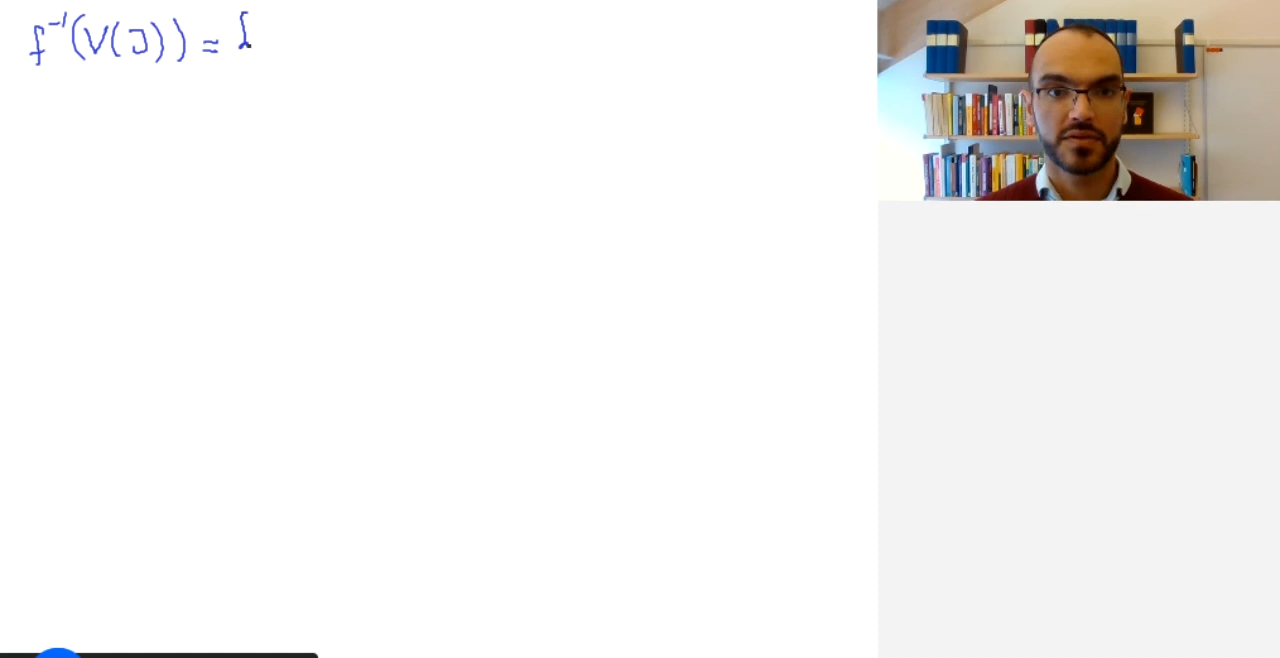 f⁻¹(V(J)) = {